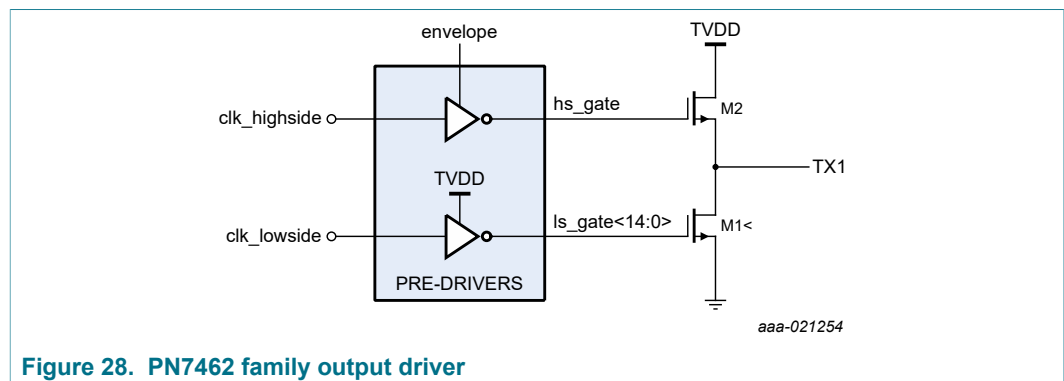 envelope
TVDD
clk_highside
hs_gate
M2
TX1
TVDD
clk_lowside
ls_gate<14:0>
M1<
PRE-DRIVERS
aaa-021254
Figure 28. PN7462 family output driver